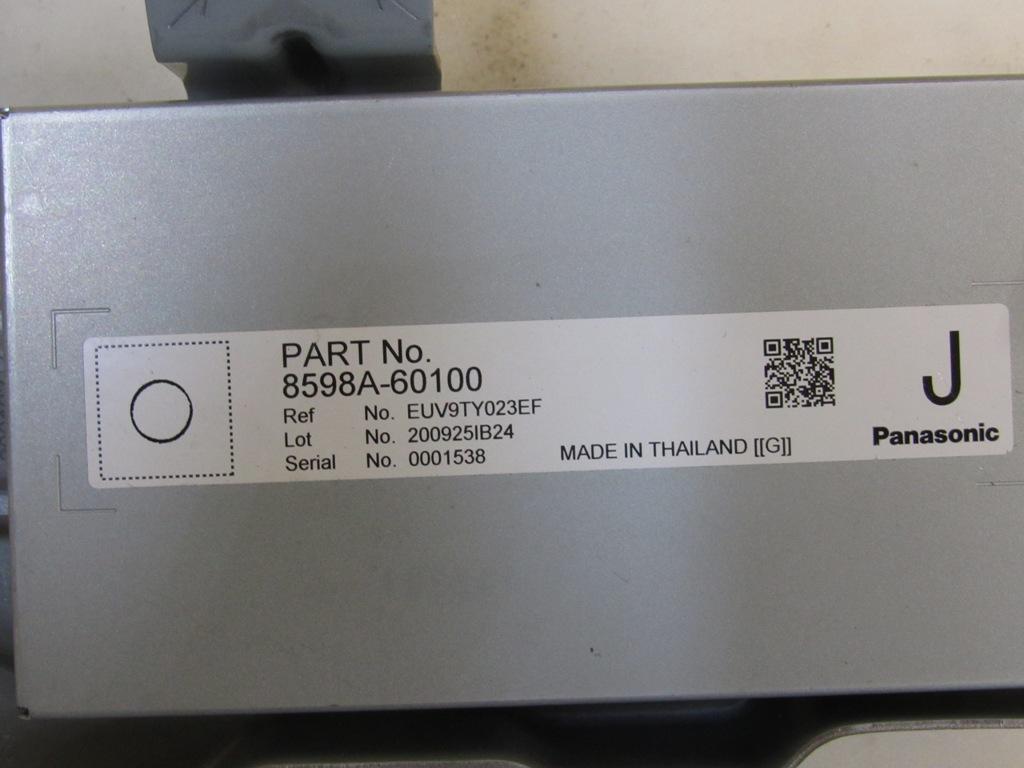 PART No.
8598A-60100
Ref No. EUV9TY023EF
Lot No. 200925IB24
Serial No. 0001538
MADE IN THAILAND [[G]]
J
Panasonic